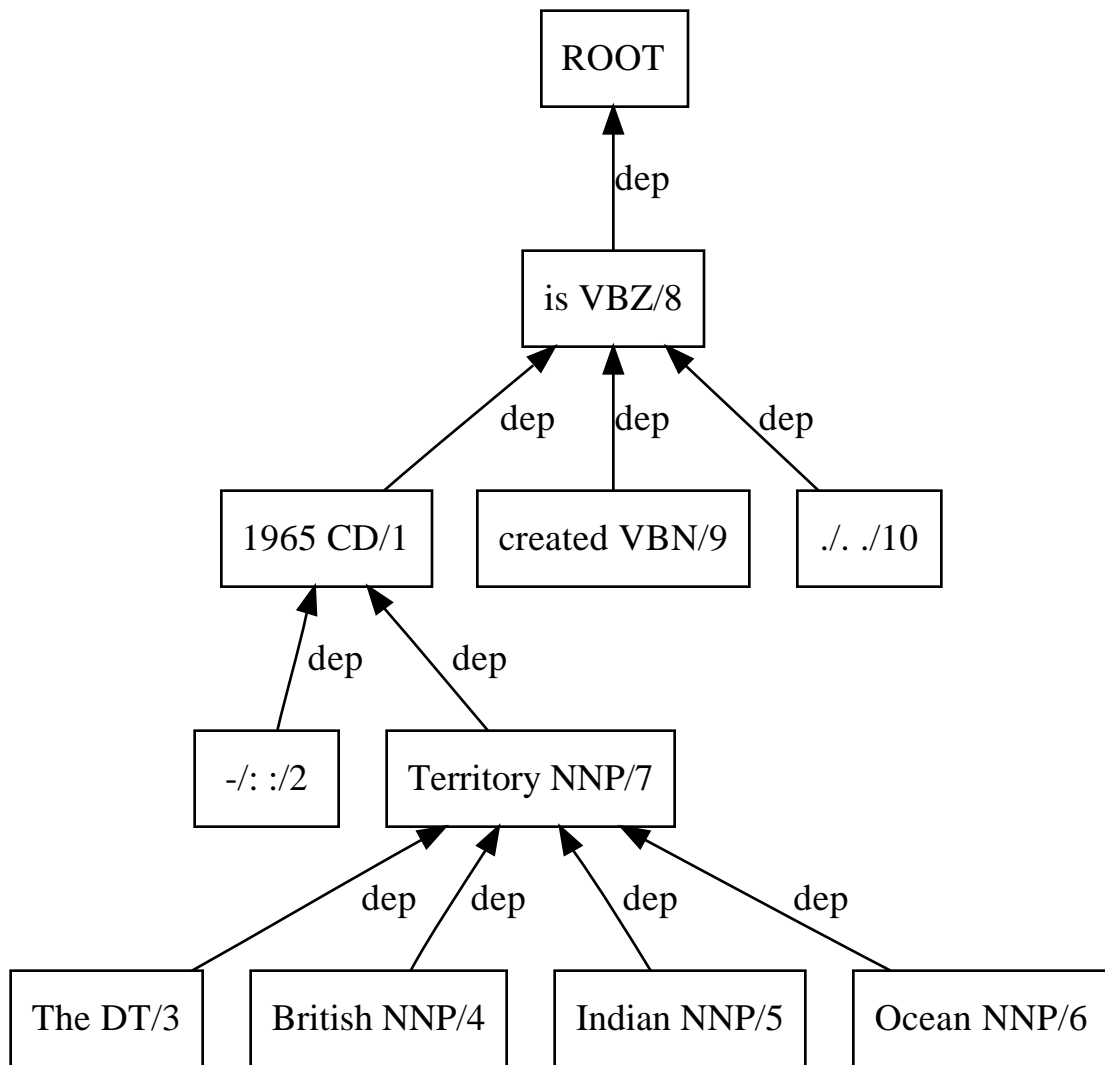 ROOT
dep
is VBZ/8
dep dep dep
1965 CD/1 created VBN/9 ./. ./10
dep dep
-/: :/2 Territory NNP/7
dep dep dep dep
The DT/3 British NNP/4 Indian NNP/5 Ocean NNP/6